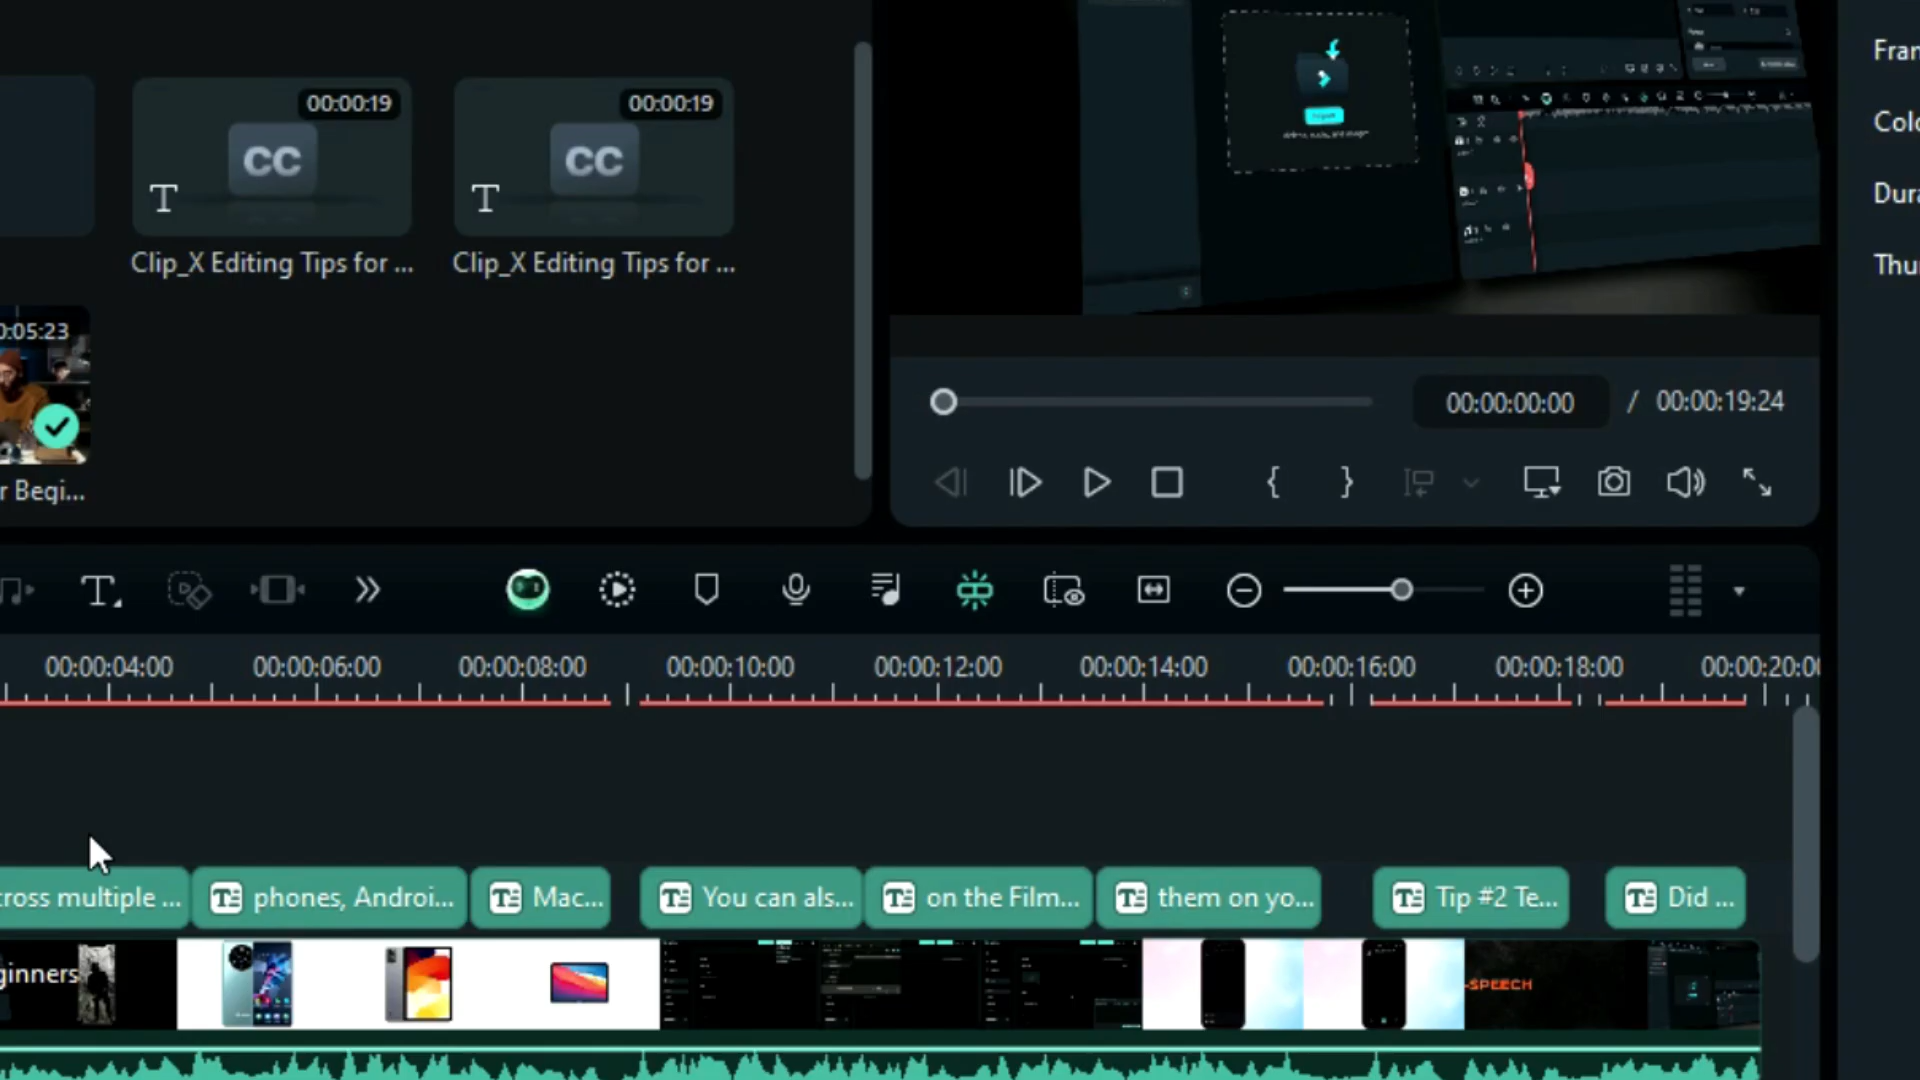 00:00:19
00:00:19
CC
CC
T
T
Clip_X Editing Tips for ...
Clip_X Editing Tips for ...
0:05:23
r Begi...
Fran
Colo
Dura
Thu
00:00:00:00 / 00:00:19:24
00:00:04:00
00:00:06:00
00:00:08:00
00:00:10:00
00:00:12:00
00:00:14:00
00:00:16:00
00:00:18:00
00:00:20:00
cross multiple ...
phones, Androi...
Mac...
You can als...
on the Film...
them on yo...
Tip #2 Te...
Did ...
ginners
-SPEECH